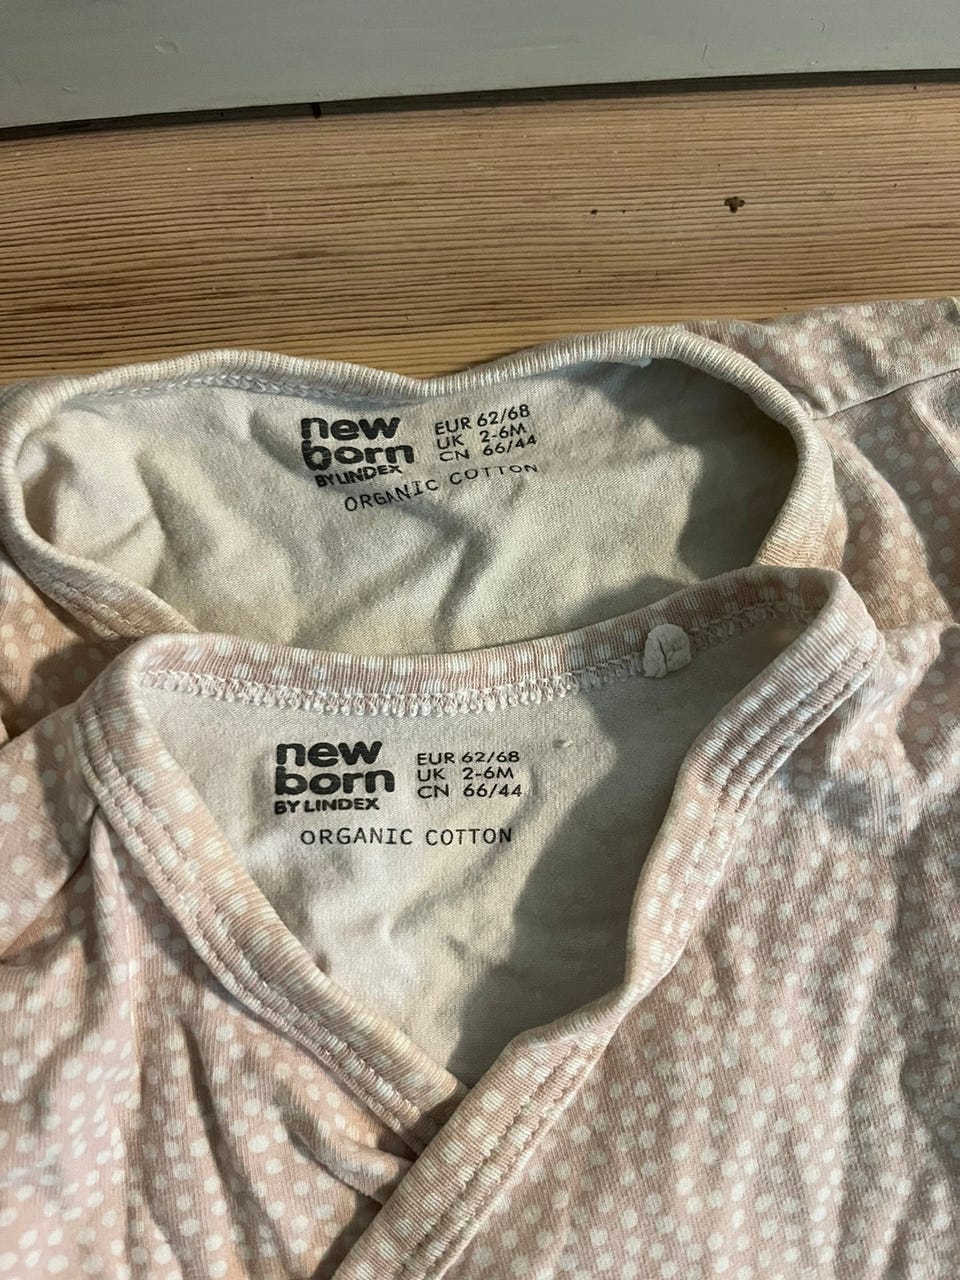 new
born
BY LINDEX
EUR 62/68
UK 2-6M
CN 66/44
ORGANIC COTTON
new
born
BY LINDEX
EUR 62/68
UK 2-6M
CN 66/44
ORGANIC COTTON